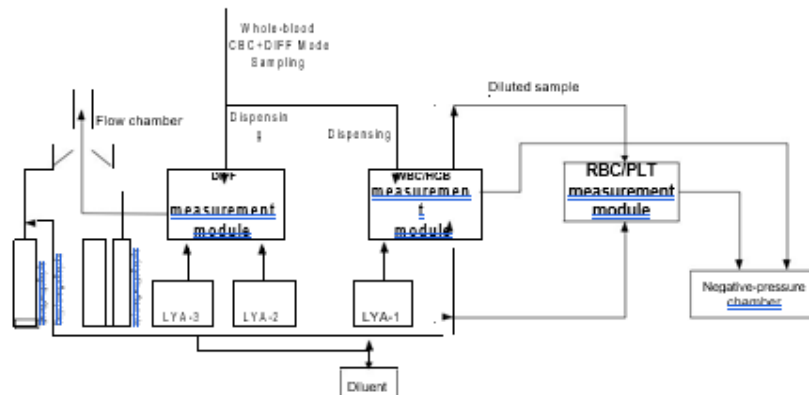 Whole-blood
CBC+DIFF Mode
Sampling
Diluted sample
Flow chamber
Dispensin
g
Dispensing
DIFF
measurement
module
WBC/HGB
measuremen
t
module
RBC/PLT
measurement
module
Negative-pressure
chamber
LYA-3
LYA-2
LYA-1
Diluent